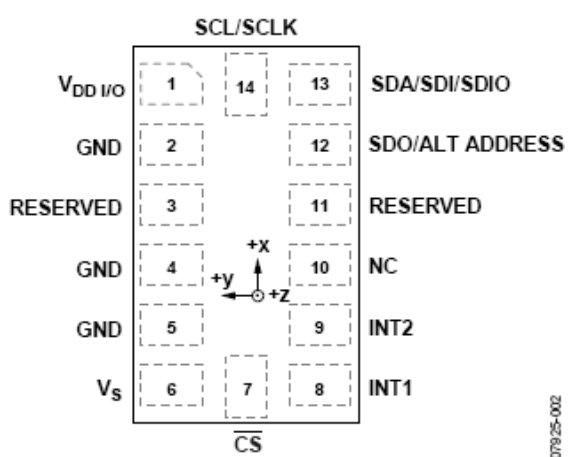 SCL/SCLK
V_DD I/O 1 14 13 SDA/SDI/SDIO
GND 2 12 SDO/ALT ADDRESS
RESERVED 3 11 RESERVED
+x
GND 4 10 NC
+y +z
GND 5 9 INT2
V_S 6 7 8 INT1
C̅S̅
07925-002